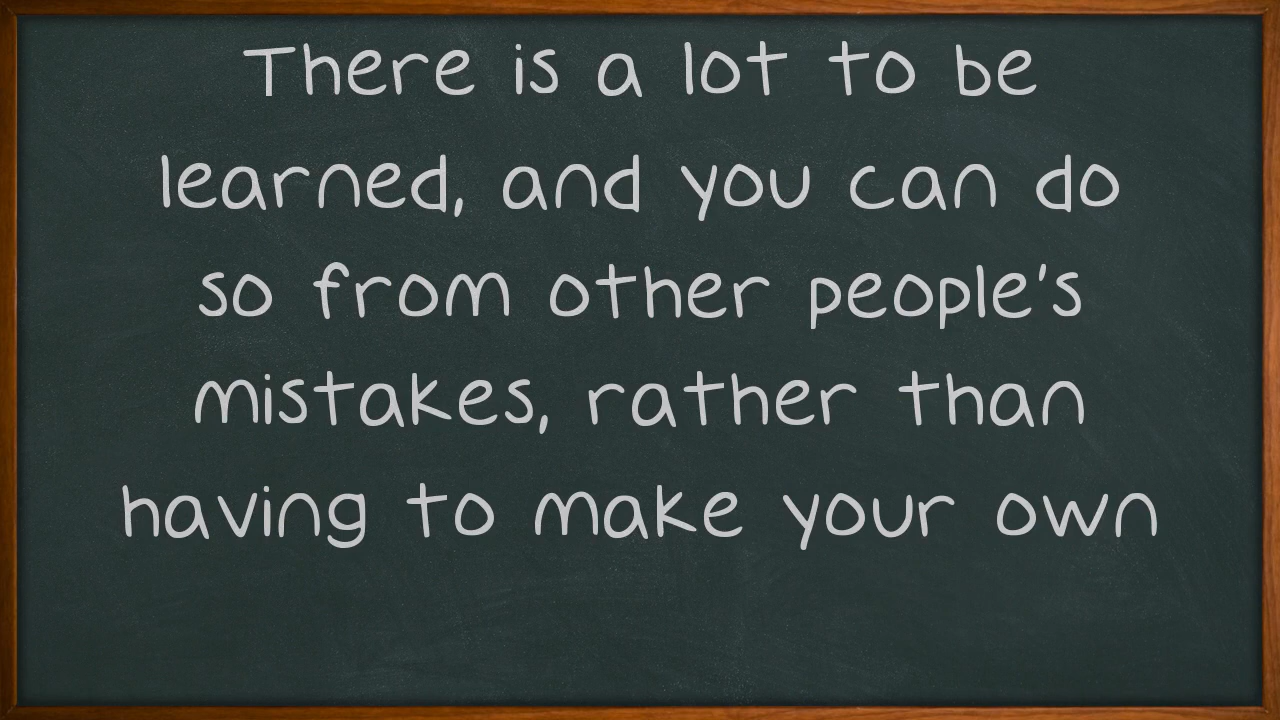 There is a lot to be
learned, and you can do
so from other people's
mistakes, rather than
having to make your own